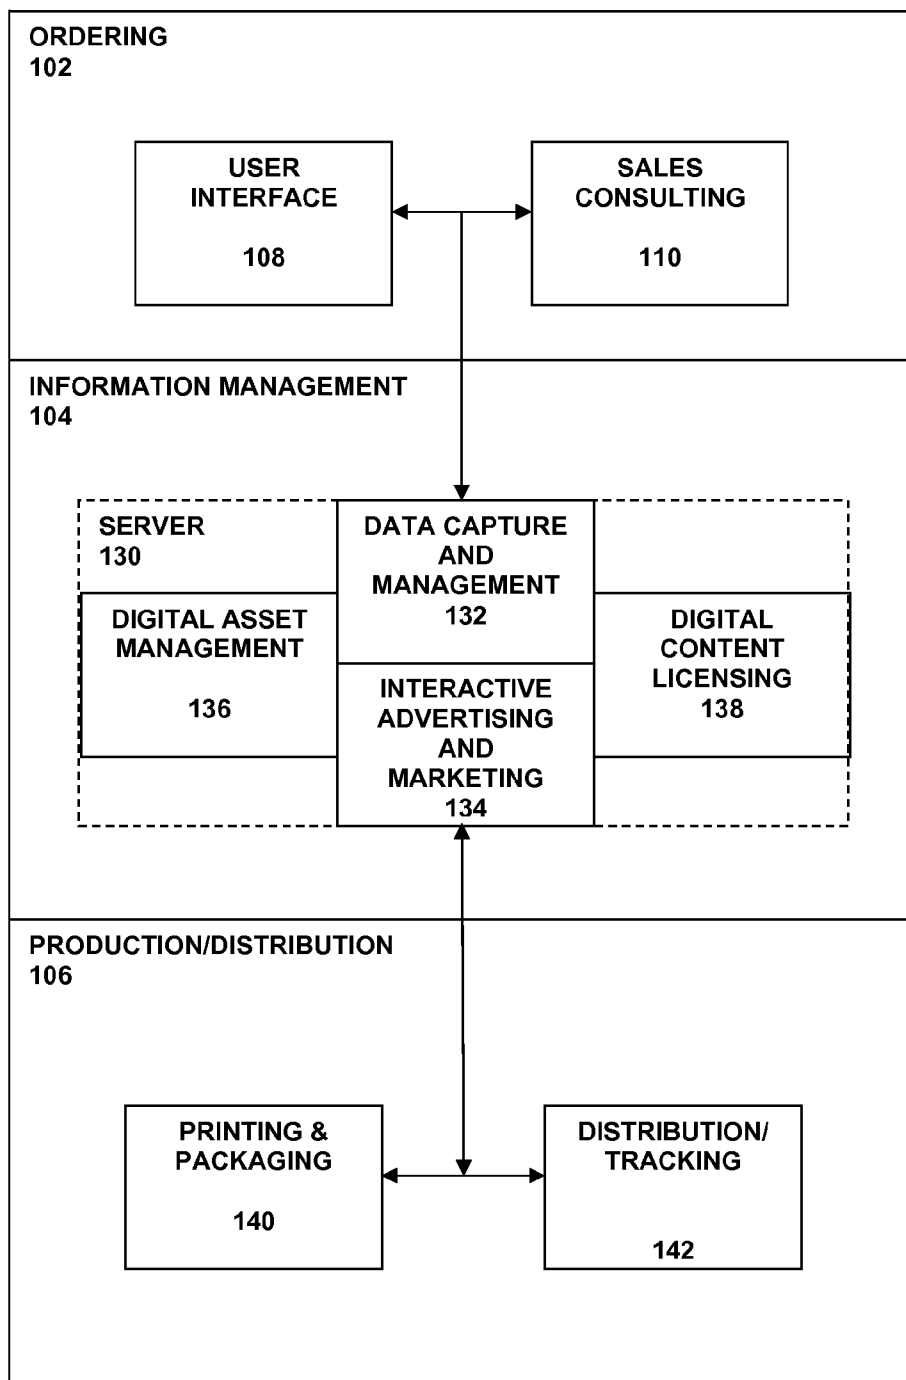 ORDERING
102
USER
INTERFACE
108
SALES
CONSULTING
110
INFORMATION MANAGEMENT
104
SERVER
130
DATA CAPTURE
AND
MANAGEMENT
132
DIGITAL ASSET
MANAGEMENT
136
INTERACTIVE
ADVERTISING
AND
MARKETING
134
DIGITAL
CONTENT
LICENSING
138
PRODUCTION/DISTRIBUTION
106
PRINTING &
PACKAGING
140
DISTRIBUTION/
TRACKING
142